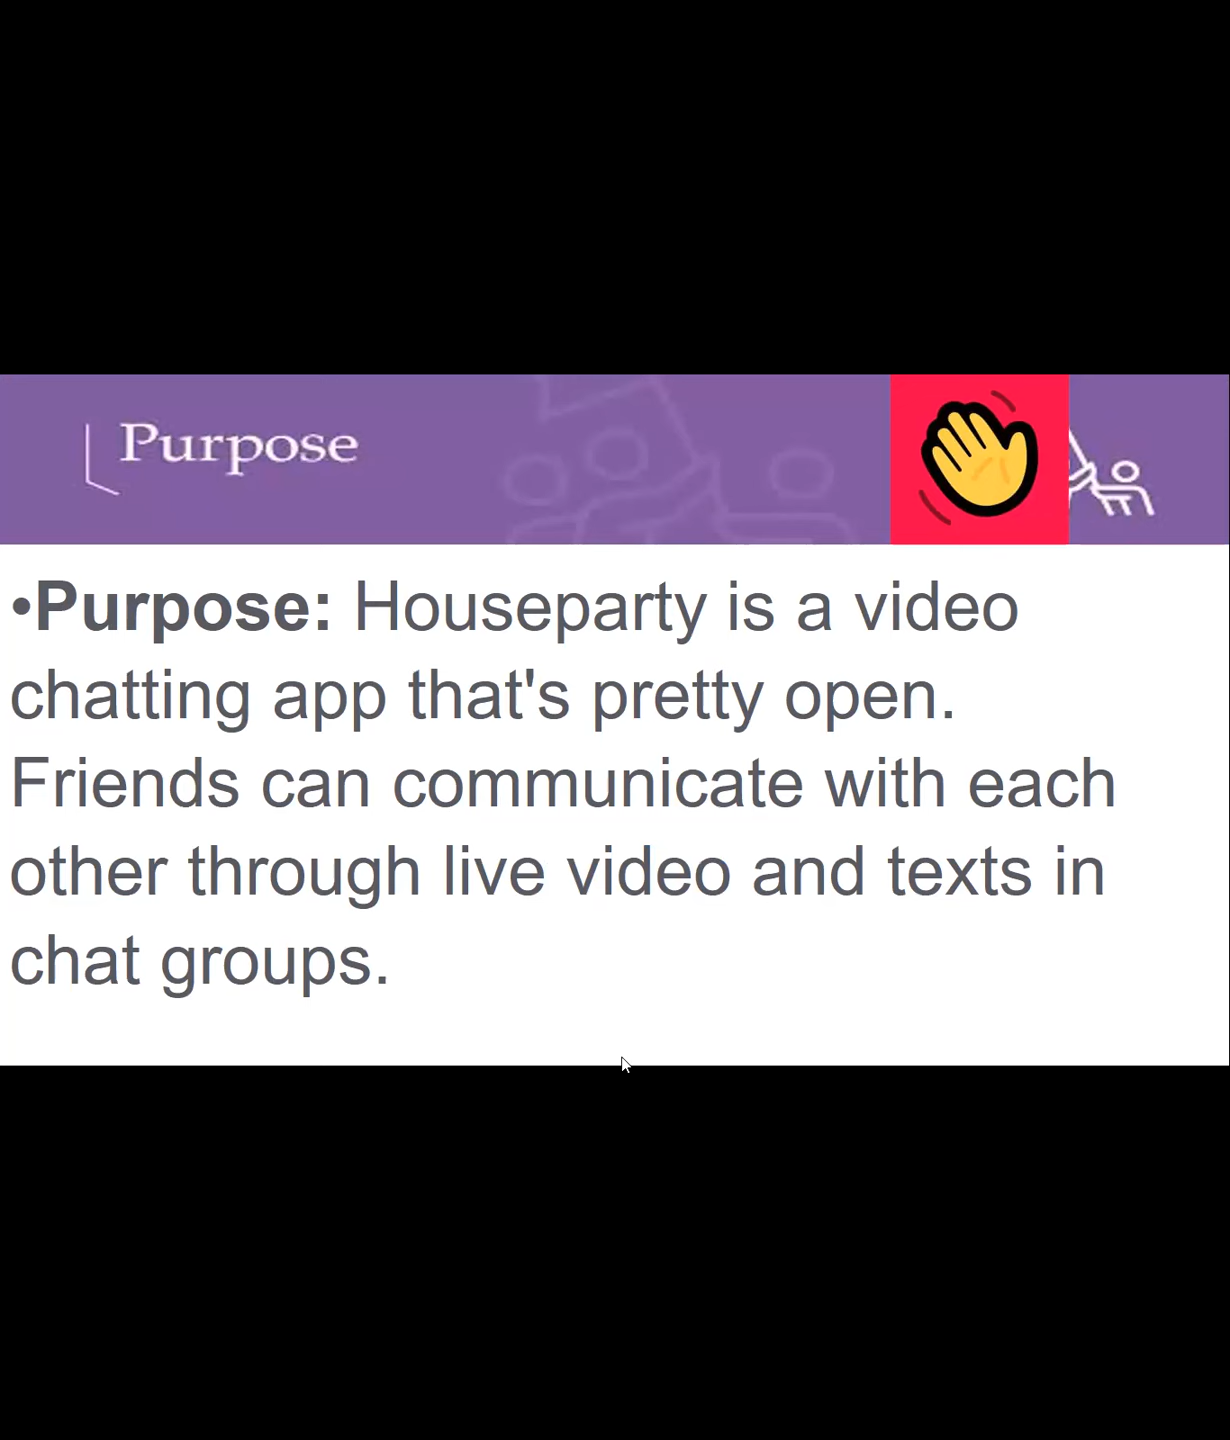 Purpose
•Purpose: Houseparty is a video
chatting app that's pretty open.
Friends can communicate with each
other through live video and texts in
chat groups.